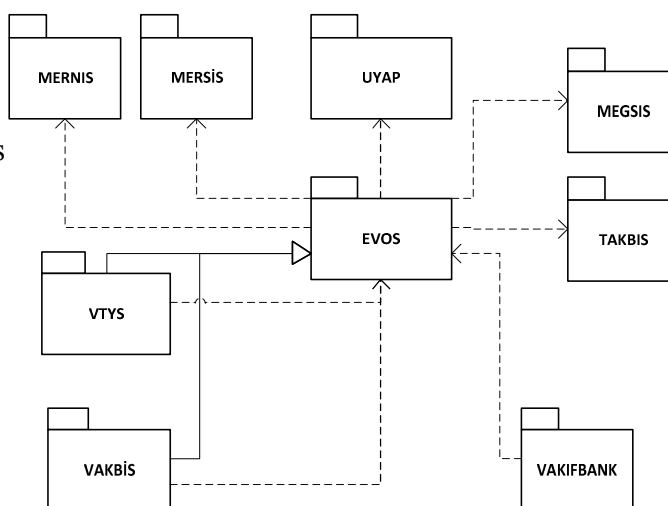 MERNIS
MERSİS
UYAP
MEGSIS
S
EVOS
TAKBIS
VTYS
VAKBİS
VAKIFBANK